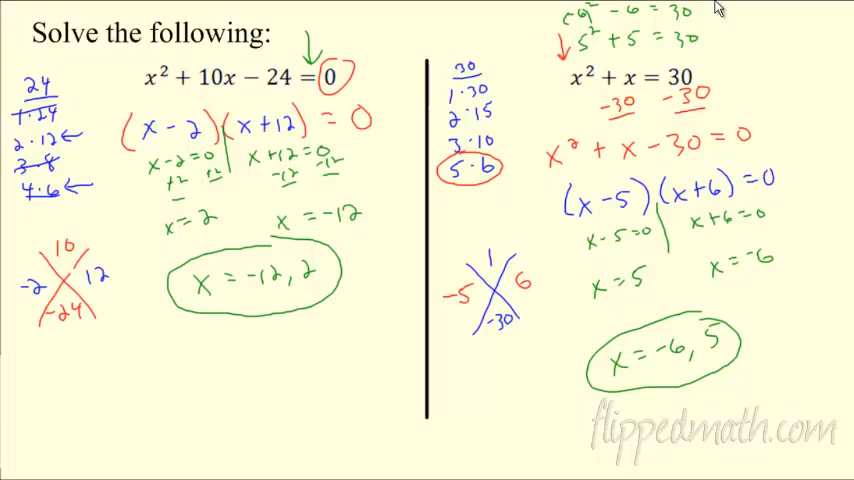 Solve the following:
x² + 10x − 24 = 0
24
1·24
2·12 ←
3·8
4·6 ←
(x − 2)(x + 12) = 0
x − 2 = 0
+2 +2
x = 2
x + 12 = 0
−12 −12
x = −12
10
−2 12
−24
x = −12, 2
(−6)² − 6 = 30
5² + 5 = 30
x² + x = 30
−30 −30
30
1·30
2·15
3·10
5·6
x² + x − 30 = 0
(x − 5)(x + 6) = 0
x − 5 = 0
x = 5
x + 6 = 0
x = −6
1
−5 6
−30
x = −6, 5
flippedmath.com